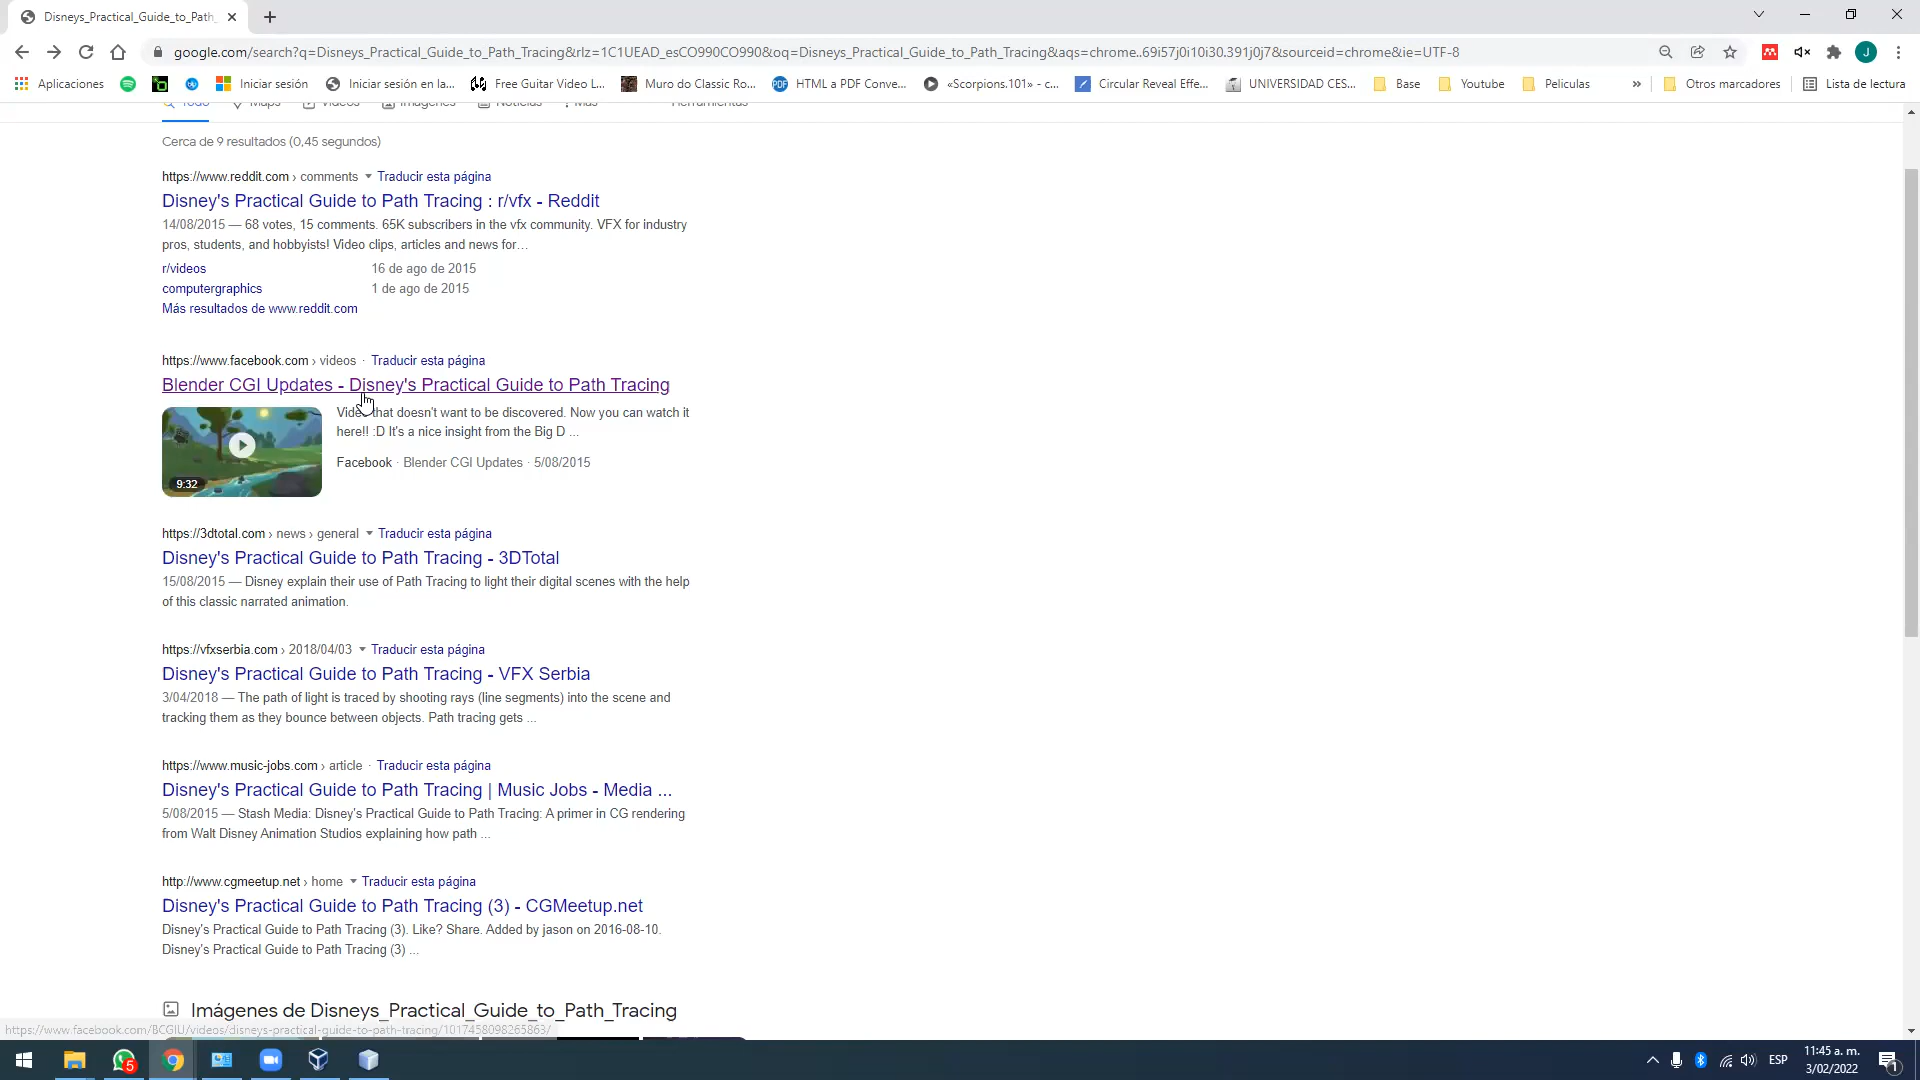 Disneys_Practical_Guide_to_Path_
google.com/search?q=Disneys_Practical_Guide_to_Path_Tracing&rlz=1C1UEAD_esCO990CO990&oq=Disneys_Practical_Guide_to_Path_Tracing&aqs=chrome..69i57j0i10i30.391j0j7&sourceid=chrome&ie=UTF-8
J
Aplicaciones
Iniciar sesión
Iniciar sesión en la...
Free Guitar Video L...
Muro do Classic Ro...
PDF
HTML a PDF Conve...
«Scorpions.101» - c...
Circular Reveal Effe...
UNIVERSIDAD CES...
Base
Youtube
Peliculas
»
Otros marcadores
Lista de lectura
Todo
Maps
Videos
Imágenes
Noticias
Más
Herramientas
Cerca de 9 resultados (0,45 segundos)
https://www.reddit.com › comments
Traducir esta página
Disney's Practical Guide to Path Tracing : r/vfx - Reddit
14/08/2015 — 68 votes, 15 comments. 65K subscribers in the vfx community. VFX for industry
pros, students, and hobbyists! Video clips, articles and news for…
r/videos 16 de ago de 2015
computergraphics 1 de ago de 2015
Más resultados de www.reddit.com
https://www.facebook.com › videos · Traducir esta página
Blender CGI Updates - Disney's Practical Guide to Path Tracing
Video that doesn't want to be discovered. Now you can watch it
here!! :D It's a nice insight from the Big D ...
Facebook · Blender CGI Updates · 5/08/2015
9:32
https://3dtotal.com › news › general Traducir esta página
Disney's Practical Guide to Path Tracing - 3DTotal
15/08/2015 — Disney explain their use of Path Tracing to light their digital scenes with the help
of this classic narrated animation.
https://vfxserbia.com › 2018/04/03 Traducir esta página
Disney's Practical Guide to Path Tracing - VFX Serbia
3/04/2018 — The path of light is traced by shooting rays (line segments) into the scene and
tracking them as they bounce between objects. Path tracing gets ...
https://www.music-jobs.com › article · Traducir esta página
Disney's Practical Guide to Path Tracing | Music Jobs - Media ...
5/08/2015 — Stash Media: Disney's Practical Guide to Path Tracing: A primer in CG rendering
from Walt Disney Animation Studios explaining how path ...
http://www.cgmeetup.net › home Traducir esta página
Disney's Practical Guide to Path Tracing (3) - CGMeetup.net
Disney's Practical Guide to Path Tracing (3). Like? Share. Added by jason on 2016-08-10.
Disney's Practical Guide to Path Tracing (3) ...
Imágenes de Disneys_Practical_Guide_to_Path_Tracing
https://www.facebook.com/BCGIU/videos/disneys-practical-guide-to-path-tracing/1017458098265863/
5
ESP
11:45 a. m.
3/02/2022
1